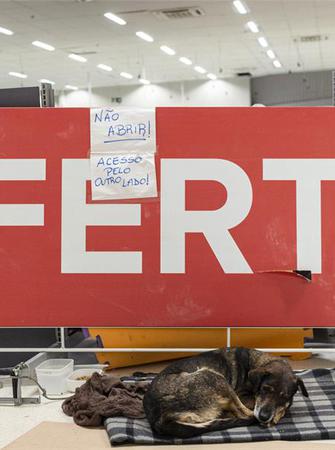 NÃO
ABRIR!
ACESSO
PELO
OUTRO LADO!
FERT